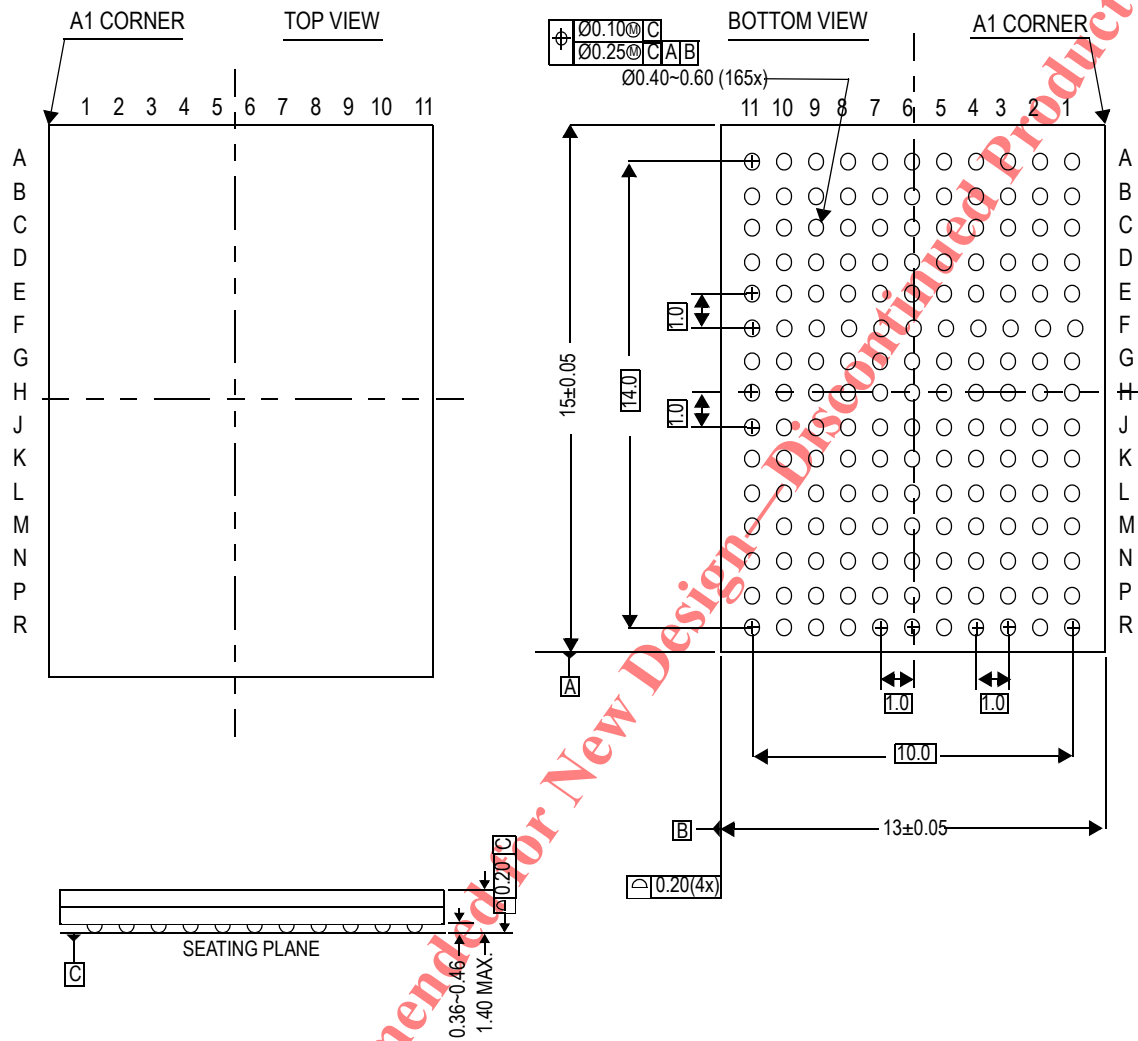 A1 CORNER
TOP VIEW
1 2 3 4 5 6 7 8 9 10 11
A
B
C
D
E
F
G
H
J
K
L
M
N
P
R
BOTTOM VIEW
A1 CORNER
Ø0.10Ⓜ C
Ø0.25Ⓜ C A B
Ø0.40~0.60 (165x)
11 10 9 8 7 6 5 4 3 2 1
A
B
C
D
E
F
G
H
J
K
L
M
N
P
R
15±0.05
14.0
1.0
1.0
A
1.0
1.0
10.0
B
13±0.05
0.20(4x)
0.20 C
SEATING PLANE
C
0.36~0.46
1.40 MAX.
mended for New Design—Discontinued Product